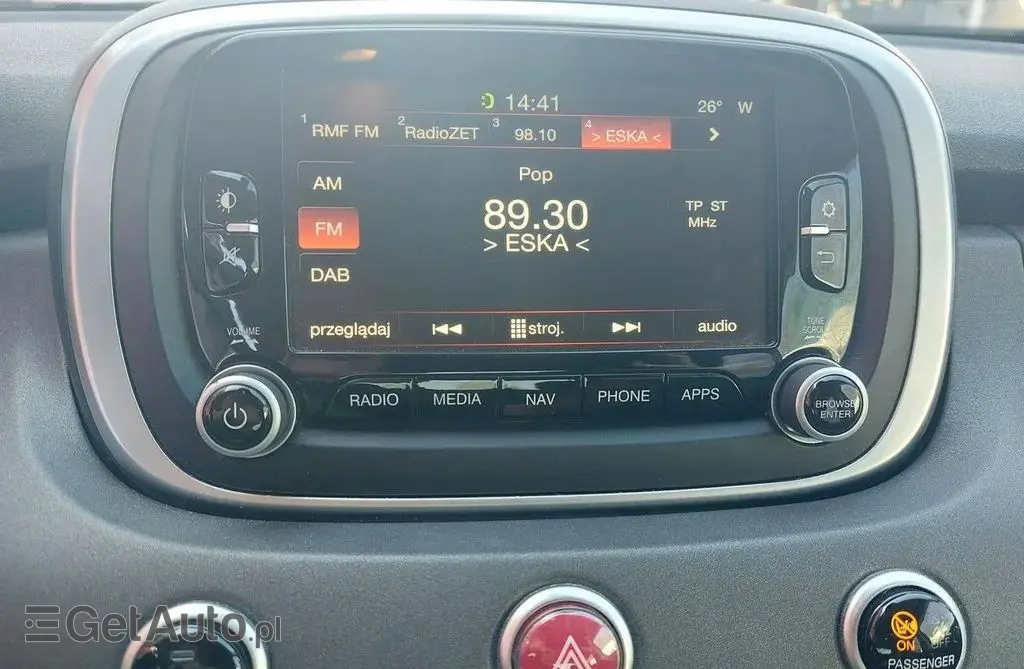 14:41
26° W
1 RMF FM 2 RadioZET 3 98.10 4 > ESKA < >
Pop
AM
89.30
TP ST
MHz
FM
> ESKA <
DAB
przeglądaj
stroj.
audio
VOLUME
TUNE
SCROLL
RADIO MEDIA NAV PHONE APPS
BROWSE
ENTER
GetAuto.pl
ON OFF
PASSENGER